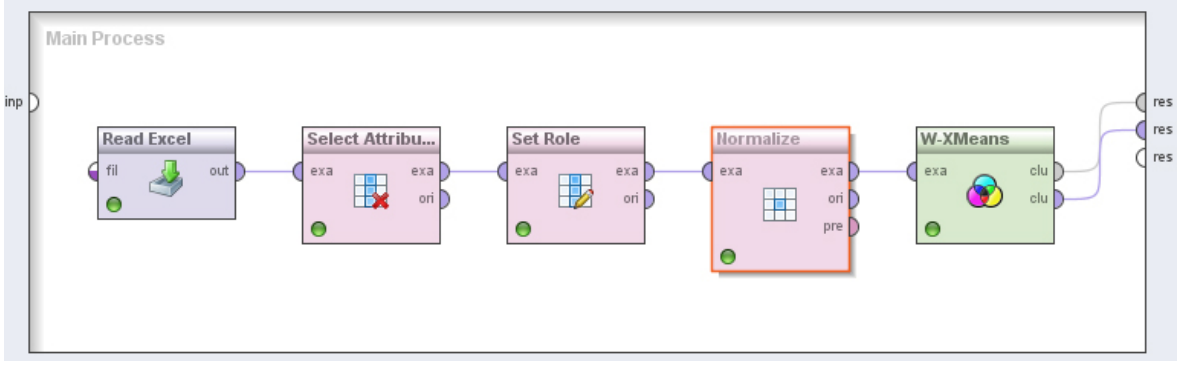 Main Process
inp
res
res
res
Read Excel
fil out
Select Attribu...
exa exa
ori
Set Role
exa exa
ori
Normalize
exa exa
ori
pre
W-XMeans
exa clu
clu